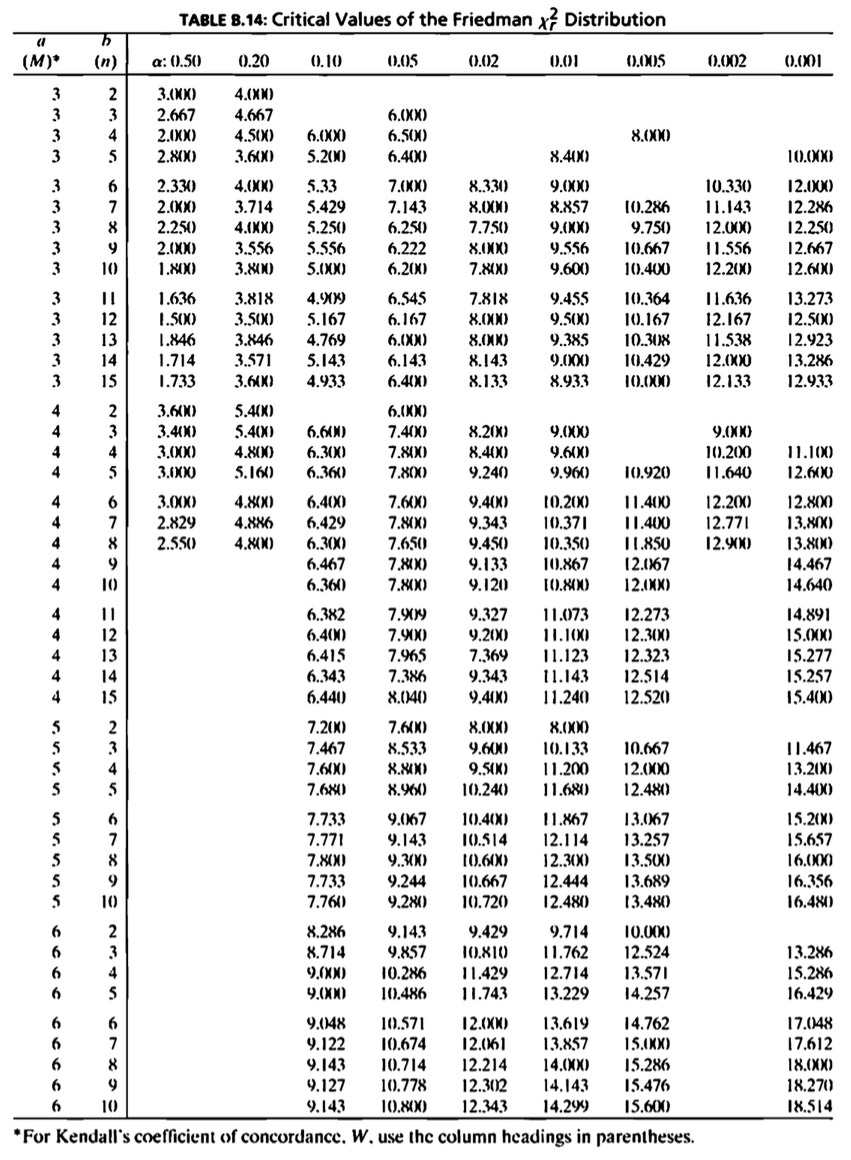 TABLE B.14: Critical Values of the Friedman χ²r Distribution
a b
(M)* (n) α: 0.50 0.20 0.10 0.05 0.02 0.01 0.005 0.002 0.001
3 2 3.000 4.000
3 3 2.667 4.667 6.000
3 4 2.000 4.500 6.000 6.500 8.000
3 5 2.800 3.600 5.200 6.400 8.400 10.000
3 6 2.330 4.000 5.33 7.000 8.330 9.000 10.330 12.000
3 7 2.000 3.714 5.429 7.143 8.000 8.857 10.286 11.143 12.286
3 8 2.250 4.000 5.250 6.250 7.750 9.000 9.750 12.000 12.250
3 9 2.000 3.556 5.556 6.222 8.000 9.556 10.667 11.556 12.667
3 10 1.800 3.800 5.000 6.200 7.800 9.600 10.400 12.200 12.600
3 11 1.636 3.818 4.909 6.545 7.818 9.455 10.364 11.636 13.273
3 12 1.500 3.500 5.167 6.167 8.000 9.500 10.167 12.167 12.500
3 13 1.846 3.846 4.769 6.000 8.000 9.385 10.308 11.538 12.923
3 14 1.714 3.571 5.143 6.143 8.143 9.000 10.429 12.000 13.286
3 15 1.733 3.600 4.933 6.400 8.133 8.933 10.000 12.133 12.933
4 2 3.600 5.400 6.000
4 3 3.400 5.400 6.600 7.400 8.200 9.000 9.000
4 4 3.000 4.800 6.300 7.800 8.400 9.600 10.200 11.100
4 5 3.000 5.160 6.360 7.800 9.240 9.960 10.920 11.640 12.600
4 6 3.000 4.800 6.400 7.600 9.400 10.200 11.400 12.200 12.800
4 7 2.829 4.886 6.429 7.800 9.343 10.371 11.400 12.771 13.800
4 8 2.550 4.800 6.300 7.650 9.450 10.350 11.850 12.900 13.800
4 9 6.467 7.800 9.133 10.867 12.067 14.467
4 10 6.360 7.800 9.120 10.800 12.000 14.640
4 11 6.382 7.909 9.327 11.073 12.273 14.891
4 12 6.400 7.900 9.200 11.100 12.300 15.000
4 13 6.415 7.965 7.369 11.123 12.323 15.277
4 14 6.343 7.386 9.343 11.143 12.514 15.257
4 15 6.440 8.040 9.400 11.240 12.520 15.400
5 2 7.200 7.600 8.000 8.000
5 3 7.467 8.533 9.600 10.133 10.667 11.467
5 4 7.600 8.800 9.500 11.200 12.000 13.200
5 5 7.680 8.960 10.240 11.680 12.480 14.400
5 6 7.733 9.067 10.400 11.867 13.067 15.200
5 7 7.771 9.143 10.514 12.114 13.257 15.657
5 8 7.800 9.300 10.600 12.300 13.500 16.000
5 9 7.733 9.244 10.667 12.444 13.689 16.356
5 10 7.760 9.280 10.720 12.480 13.480 16.480
6 2 8.286 9.143 9.429 9.714 10.000
6 3 8.714 9.857 10.810 11.762 12.524 13.286
6 4 9.000 10.286 11.429 12.714 13.571 15.286
6 5 9.000 10.486 11.743 13.229 14.257 16.429
6 6 9.048 10.571 12.000 13.619 14.762 17.048
6 7 9.122 10.674 12.061 13.857 15.000 17.612
6 8 9.143 10.714 12.214 14.000 15.286 18.000
6 9 9.127 10.778 12.302 14.143 15.476 18.270
6 10 9.143 10.800 12.343 14.299 15.600 18.514
*For Kendall's coefficient of concordance, W, use the column headings in parentheses.